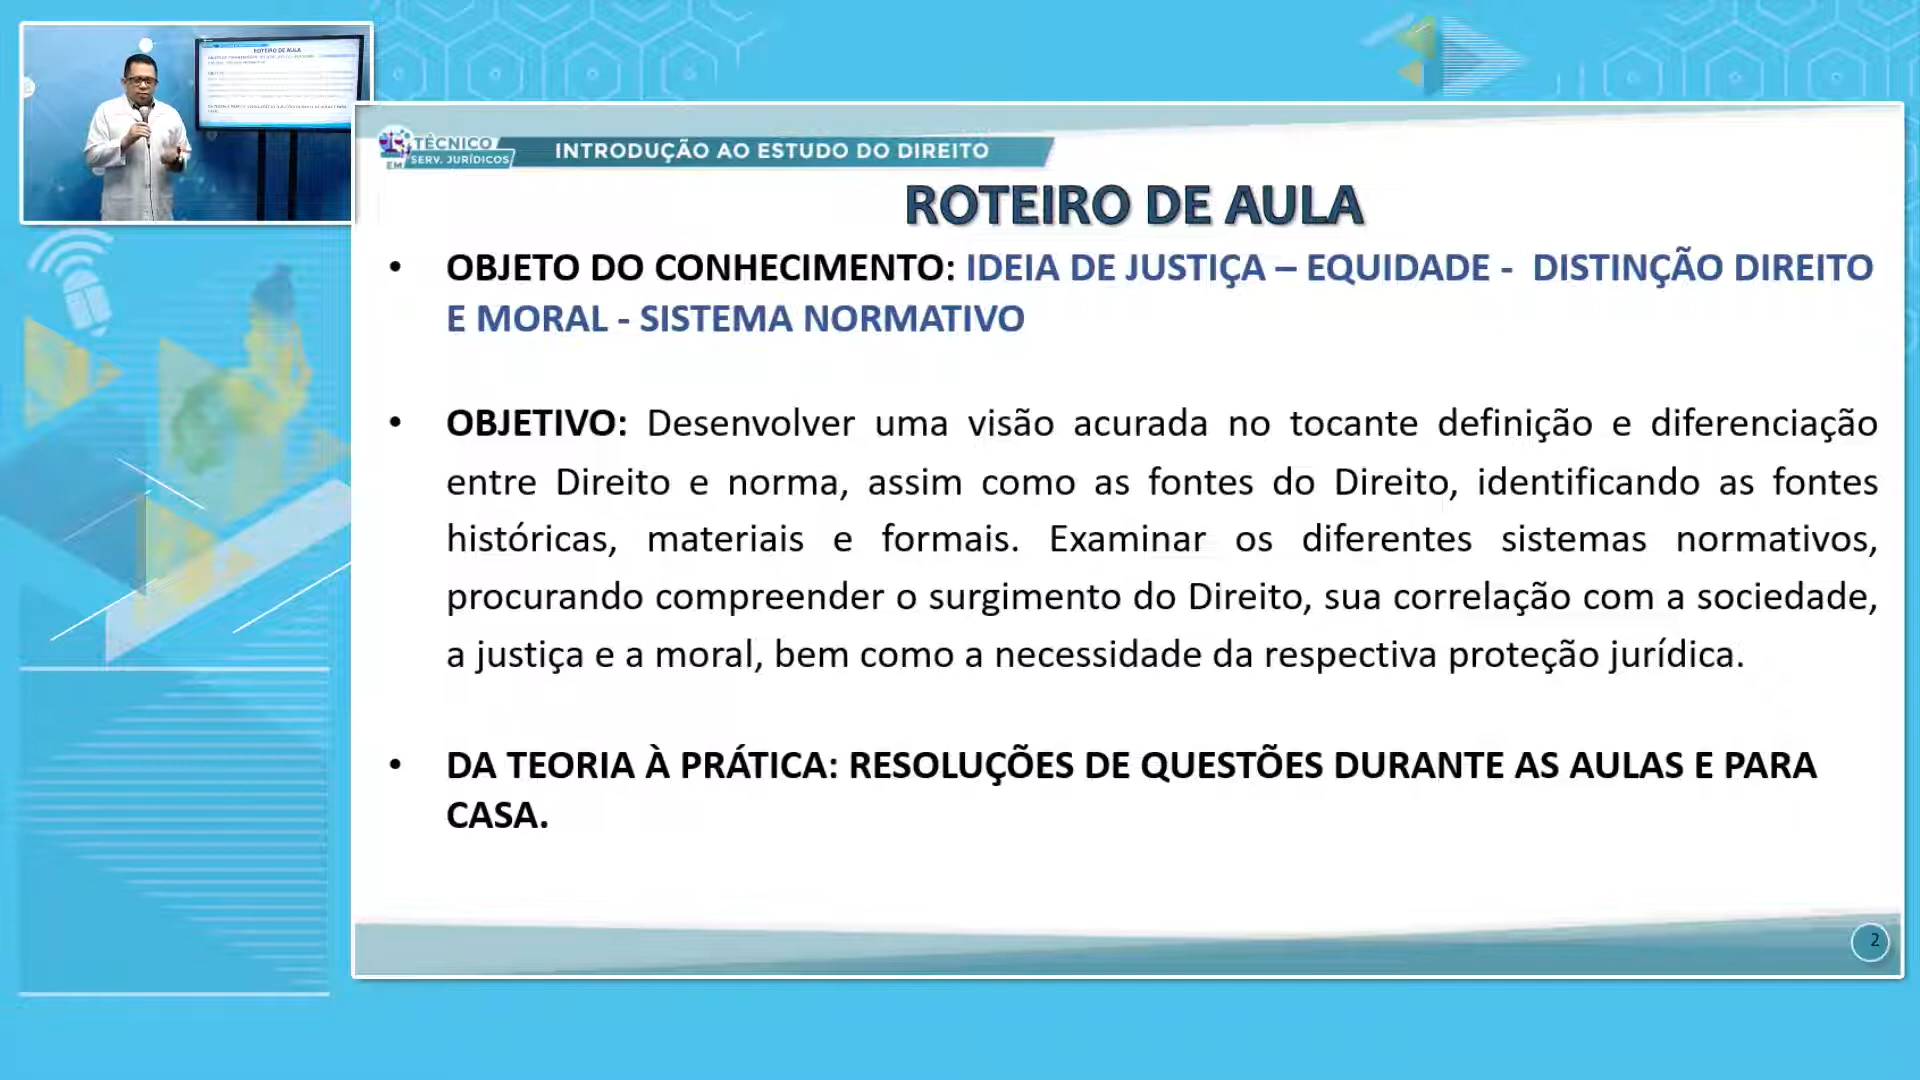 TÉCNICO
EM SERV. JURÍDICOS
INTRODUÇÃO AO ESTUDO DO DIREITO
ROTEIRO DE AULA
• OBJETO DO CONHECIMENTO: IDEIA DE JUSTIÇA – EQUIDADE - DISTINÇÃO DIREITO
E MORAL - SISTEMA NORMATIVO
• OBJETIVO: Desenvolver uma visão acurada no tocante definição e diferenciação
entre Direito e norma, assim como as fontes do Direito, identificando as fontes
históricas, materiais e formais. Examinar os diferentes sistemas normativos,
procurando compreender o surgimento do Direito, sua correlação com a sociedade,
a justiça e a moral, bem como a necessidade da respectiva proteção jurídica.
• DA TEORIA À PRÁTICA: RESOLUÇÕES DE QUESTÕES DURANTE AS AULAS E PARA
CASA.
2
ROTEIRO DE AULA